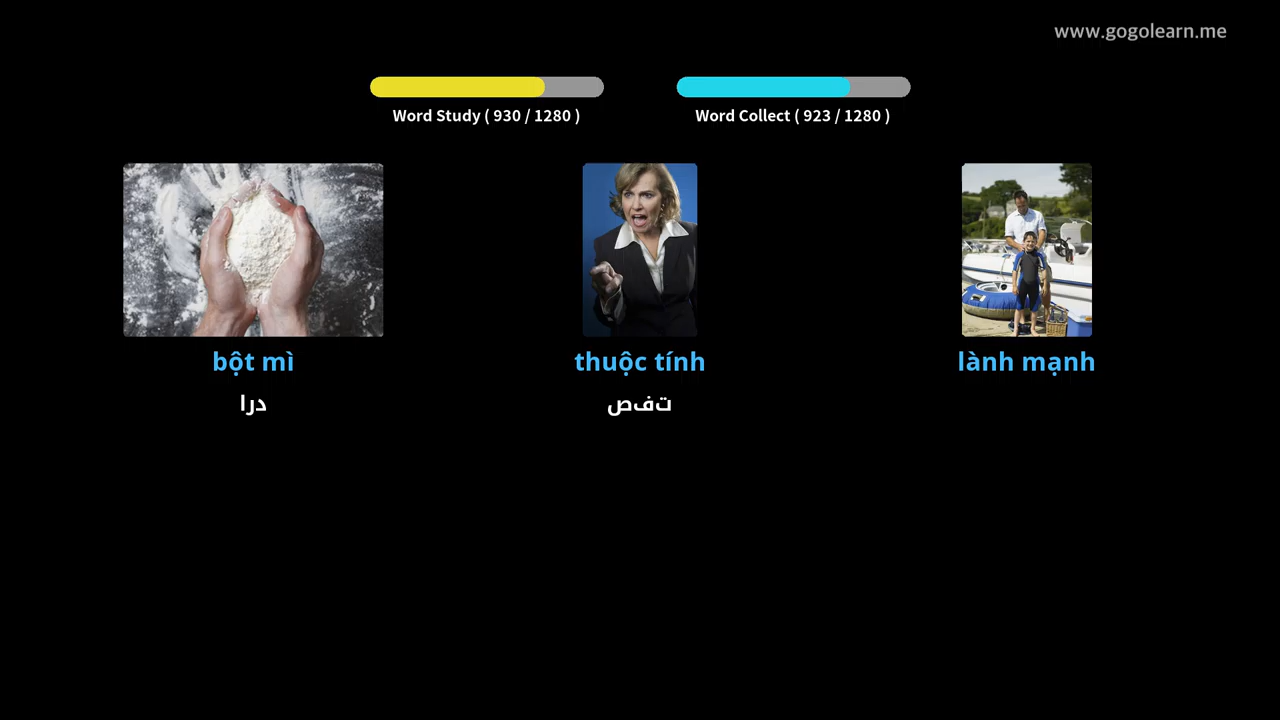 www.gogolearn.me
Word Study ( 930 / 1280 )
Word Collect ( 923 / 1280 )
bột mì
thuộc tính
lành mạnh
درا
تفص